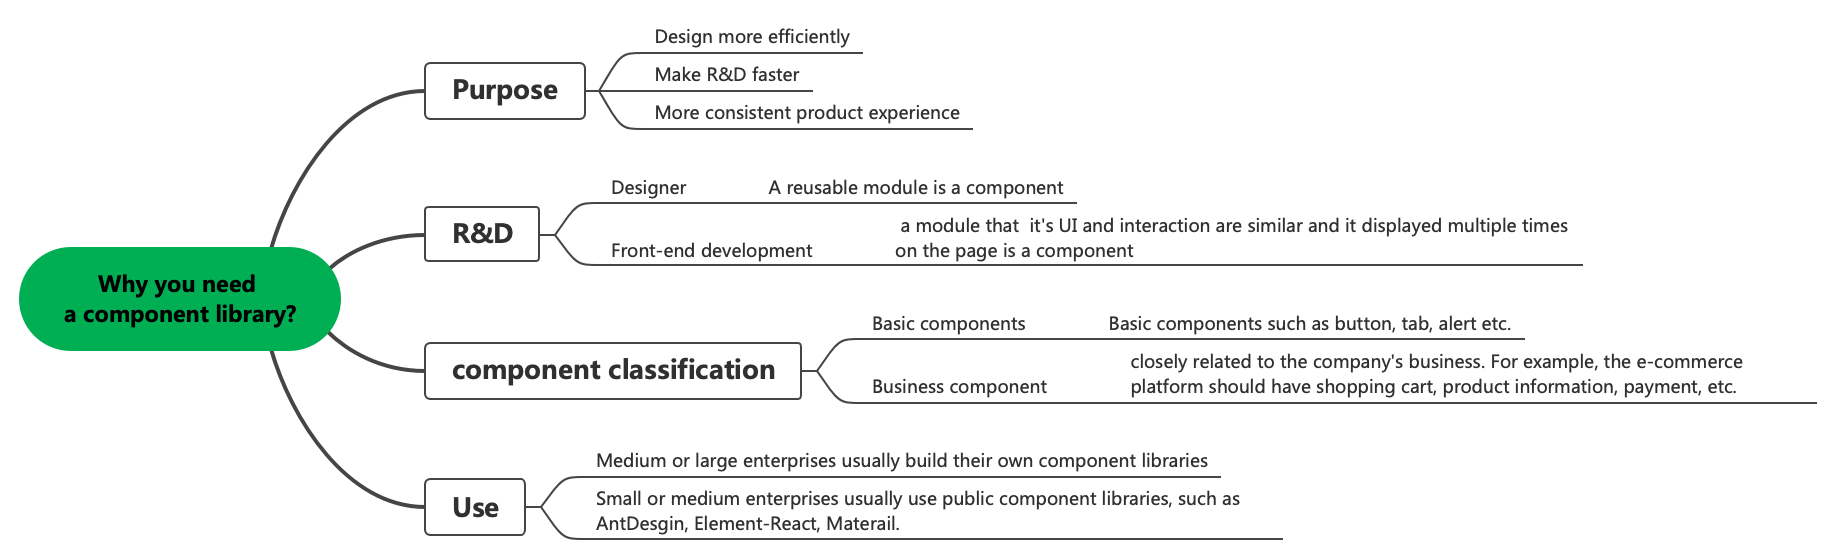 Why you need
a component library?
Purpose
Design more efficiently
Make R&D faster
More consistent product experience
R&D
Designer A reusable module is a component
Front-end development
a module that it's UI and interaction are similar and it displayed multiple times
on the page is a component
component classification
Basic components Basic components such as button, tab, alert etc.
Business component
closely related to the company's business. For example, the e-commerce
platform should have shopping cart, product information, payment, etc.
Use
Medium or large enterprises usually build their own component libraries
Small or medium enterprises usually use public component libraries, such as
AntDesgin, Element-React, Materail.